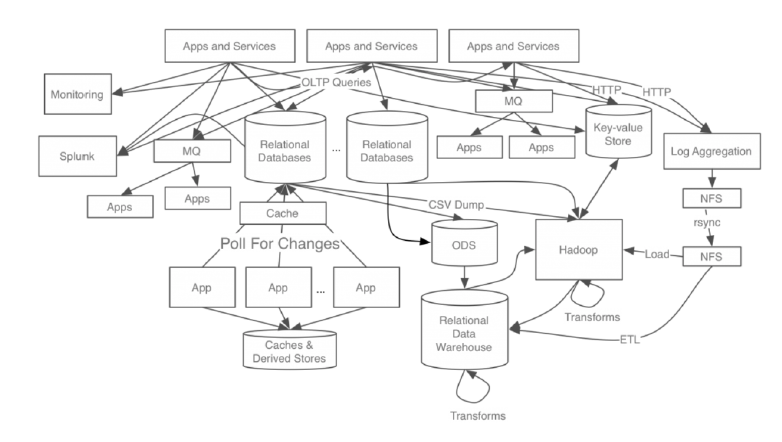 Apps and Services
Apps and Services
Apps and Services
OLTP Queries
HTTP
HTTP
Monitoring
MQ
Key-value
Store
Splunk
MQ
Relational
Databases
...
Relational
Databases
Apps
Apps
Log Aggregation
Apps
Apps
NFS
CSV Dump
Cache
rsync
Poll For Changes
ODS
Hadoop
Load
NFS
App
App
...
App
Transforms
Relational
Data
Warehouse
ETL
Caches &
Derived Stores
Transforms